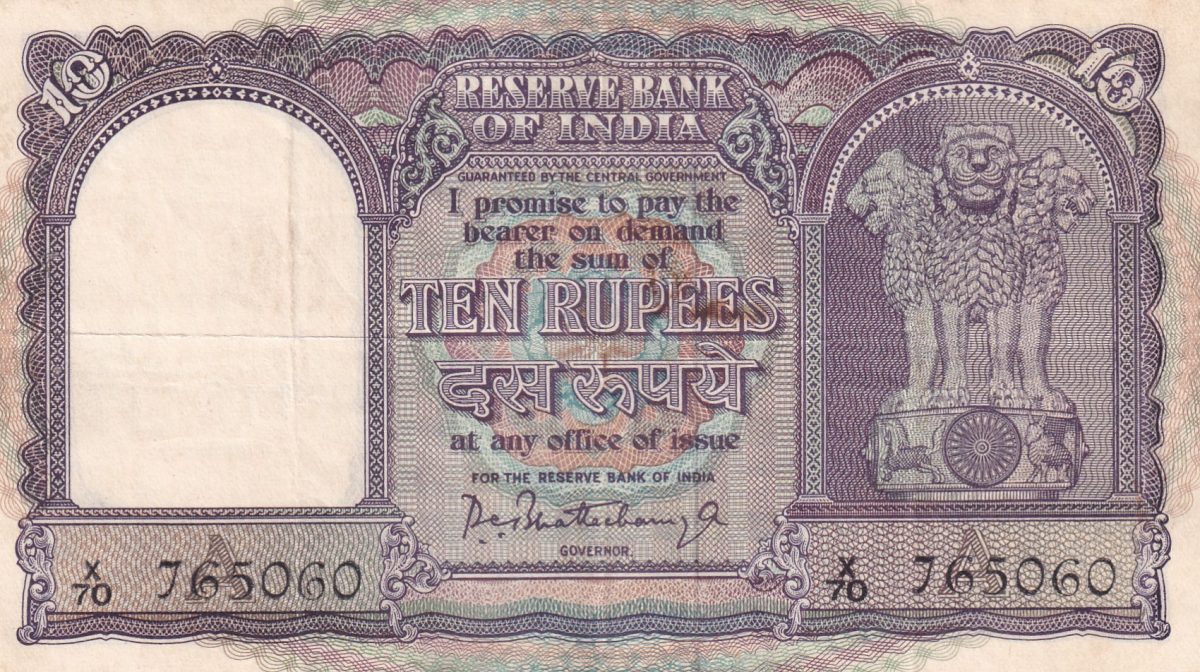 10
10
RESERVE BANK
OF INDIA
GUARANTEED BY THE CENTRAL GOVERNMENT
I promise to pay the
bearer on demand
the sum of
TEN RUPEES
दस रूपये
at any office of issue
FOR THE RESERVE BANK OF INDIA
P.C. Bhattacharyya
GOVERNOR.
A
X/70 765060
A
X/70 765060